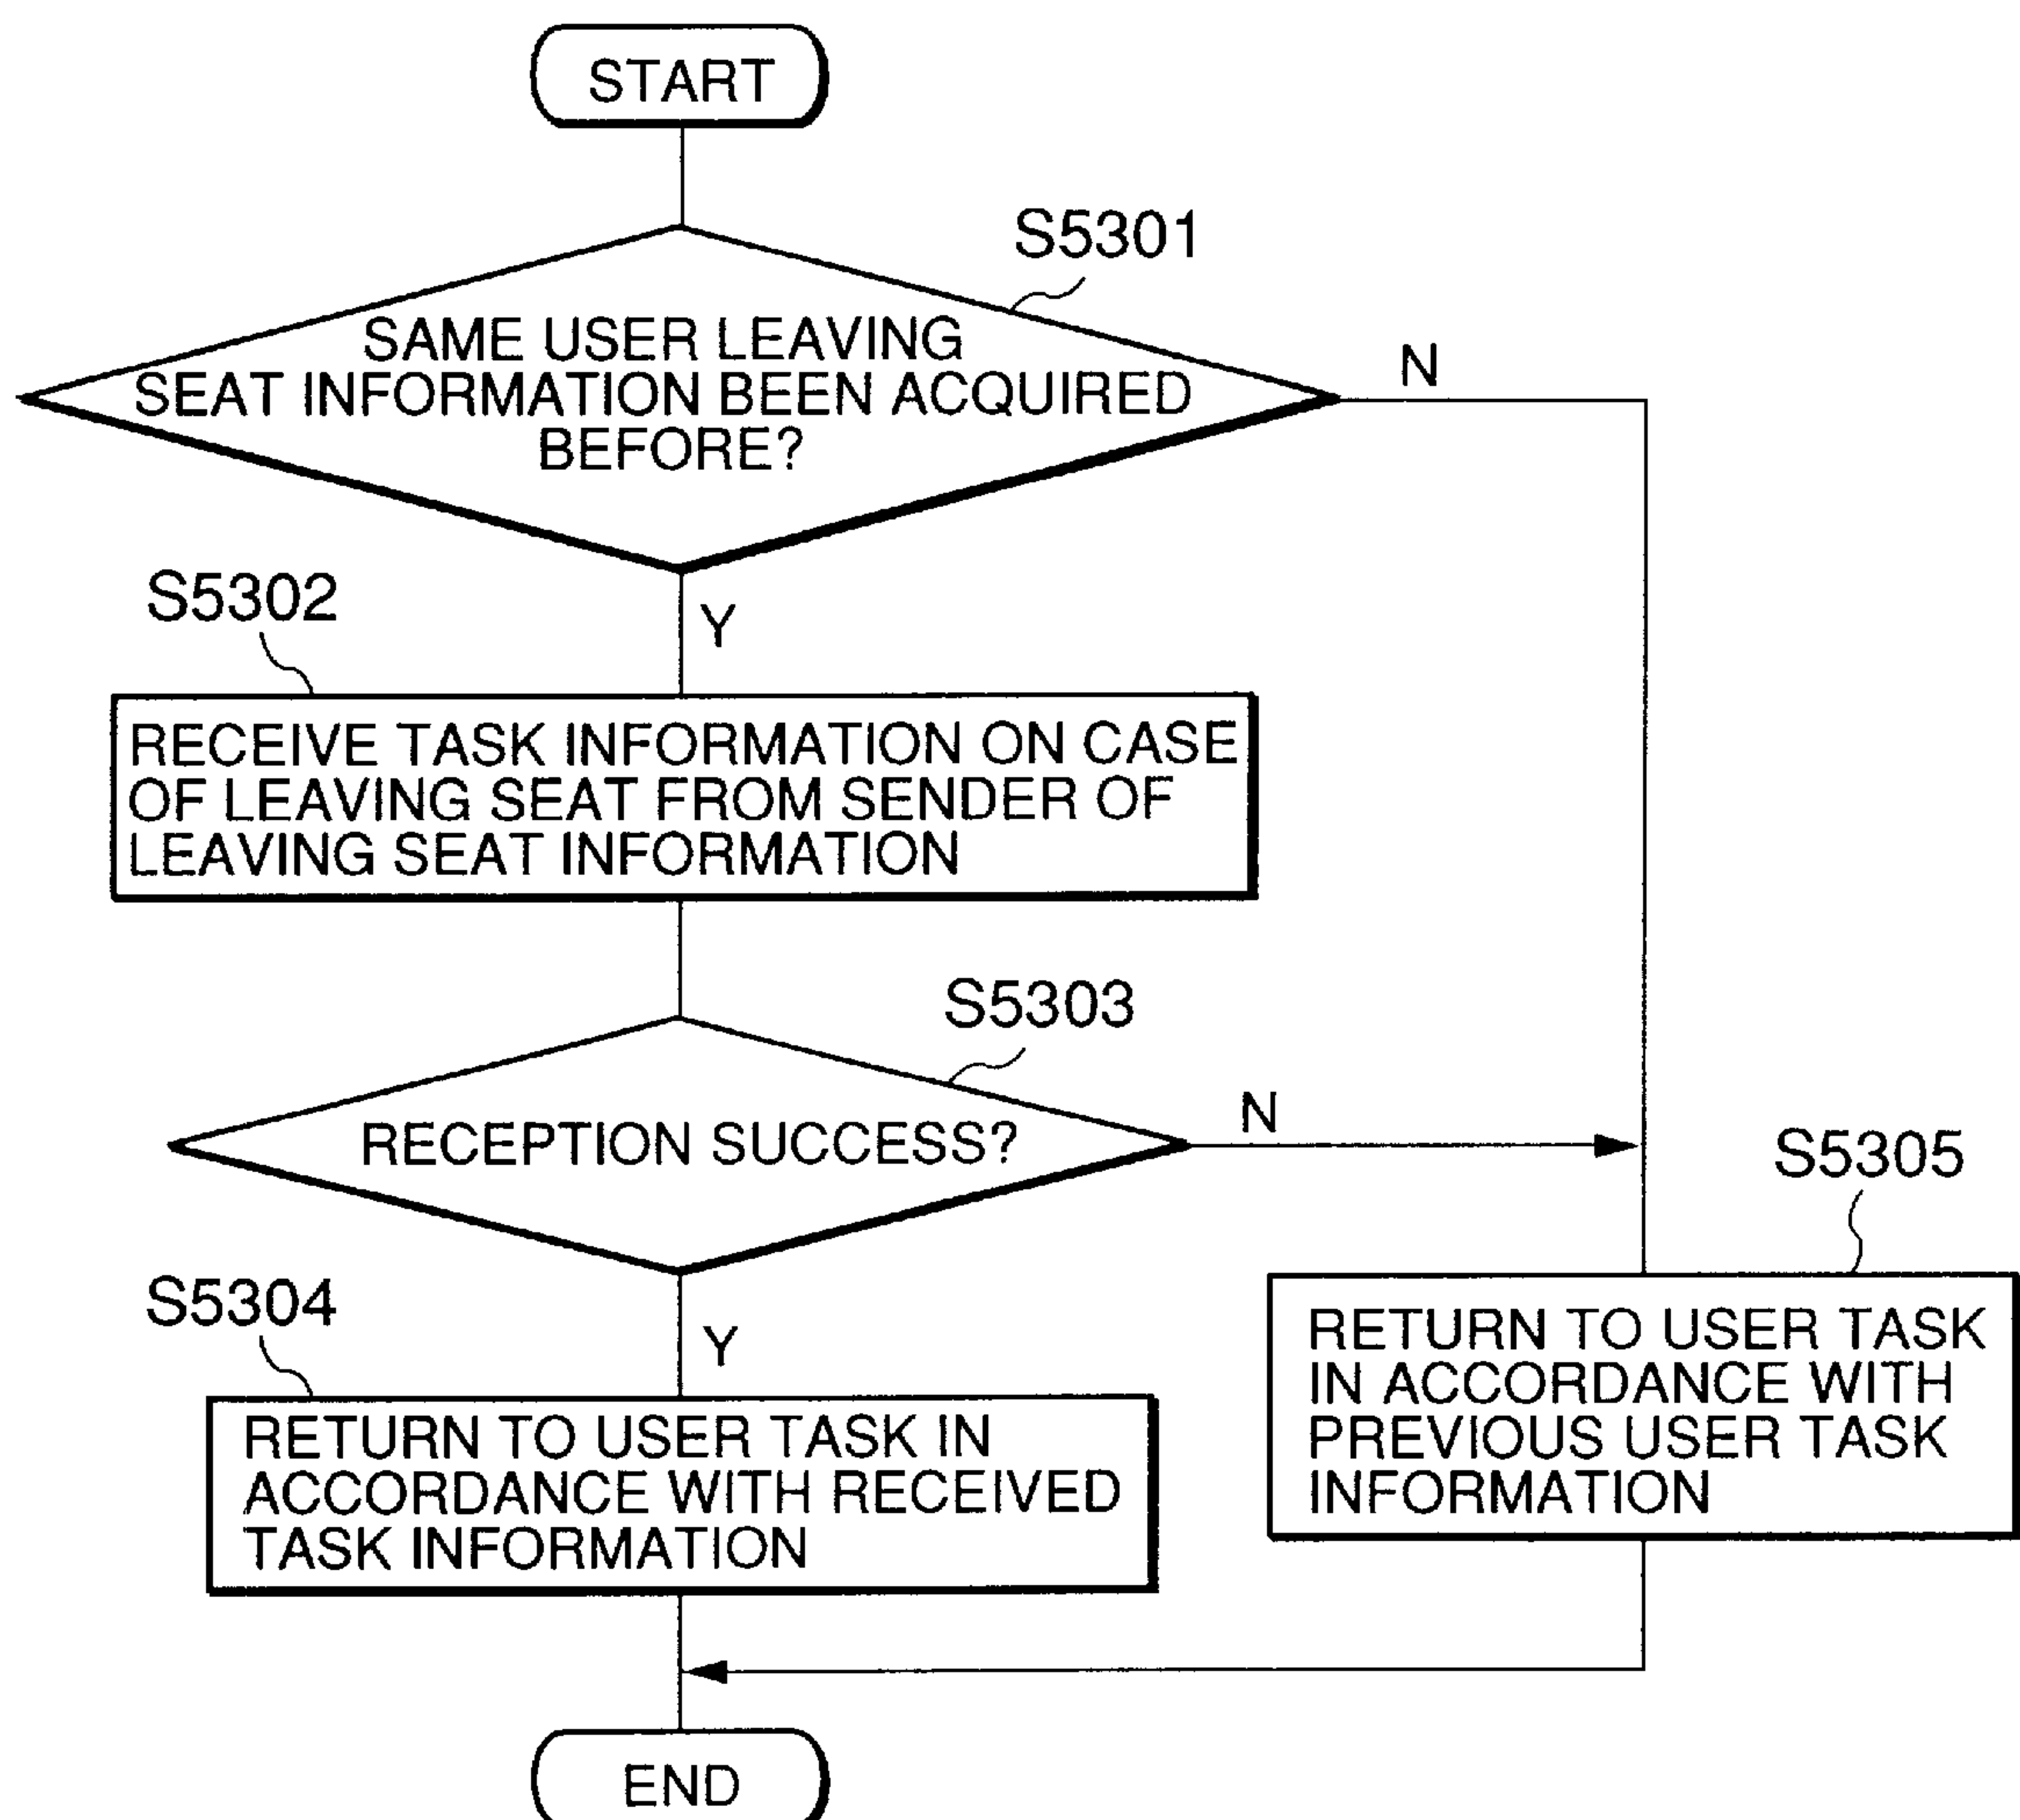 START
S5301
SAME USER LEAVING
SEAT INFORMATION BEEN ACQUIRED
BEFORE?
N
S5302
Y
RECEIVE TASK INFORMATION ON CASE
OF LEAVING SEAT FROM SENDER OF
LEAVING SEAT INFORMATION
S5303
RECEPTION SUCCESS?
N
S5305
S5304
Y
RETURN TO USER TASK
IN ACCORDANCE WITH
PREVIOUS USER TASK
INFORMATION
RETURN TO USER TASK IN
ACCORDANCE WITH RECEIVED
TASK INFORMATION
END